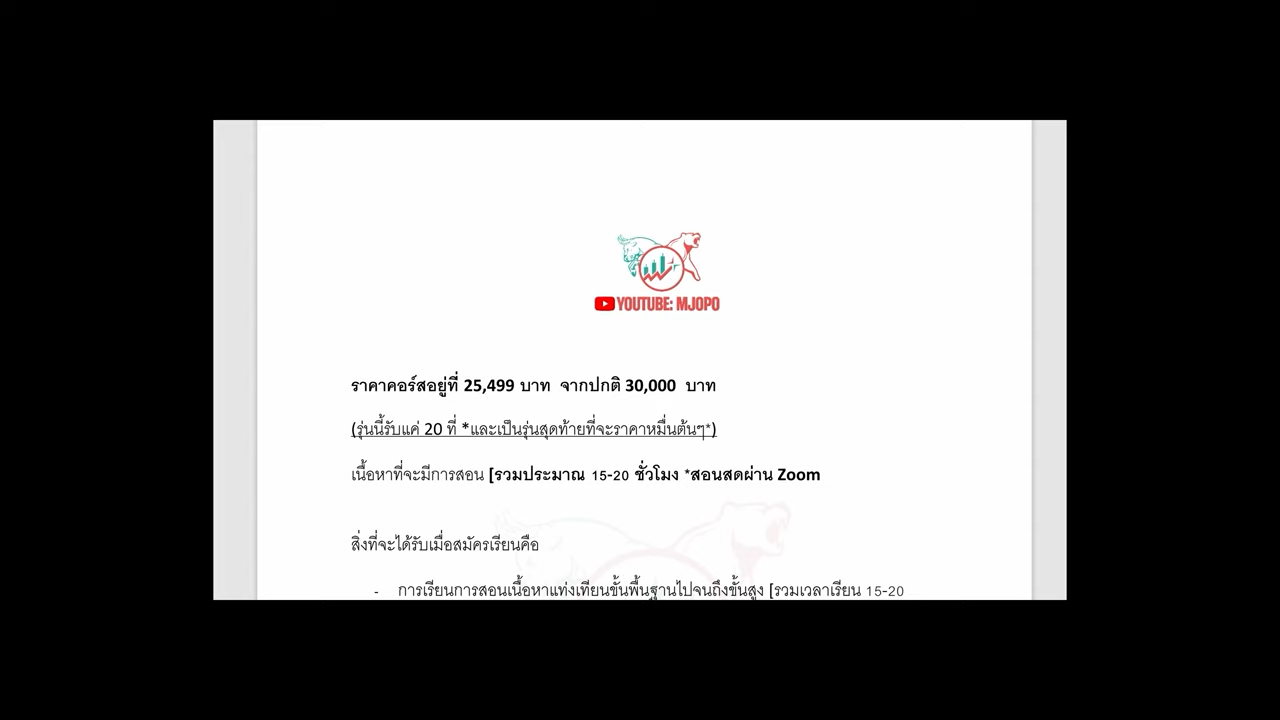 YOUTUBE: MJOPO
ราคาคอร์สอยู่ที่ 25,499 บาท จากปกติ 30,000 บาท
(รุ่นนี้รับแค่ 20 ที่ *และเป็นรุ่นสุดท้ายที่จะราคาหมื่นต้นๆ*)
เนื้อหาที่จะมีการสอน [รวมประมาณ 15-20 ชั่วโมง *สอนสดผ่าน Zoom
สิ่งที่จะได้รับเมื่อสมัครเรียนคือ
- การเรียนการสอนเนื้อหาแท่งเทียนขั้นพื้นฐานไปจนถึงขั้นสูง [รวมเวลาเรียน 15-20